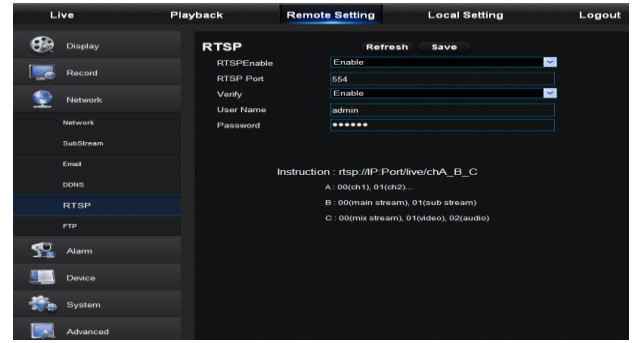 Live Playback Remote Setting Local Setting Logout
Display
Record
Network
Network
SubStream
Email
DDNS
RTSP
FTP
Alarm
Device
System
Advanced
RTSP Refresh Save
RTSPEnable Enable
RTSP Port 554
Verify Enable
User Name admin
Password ●●●●●●
Instruction : rtsp://IP:Port/live/chA_B_C
A : 00(ch1), 01(ch2)...
B : 00(main stream), 01(sub stream)
C : 00(mix stream), 01(video), 02(audio)